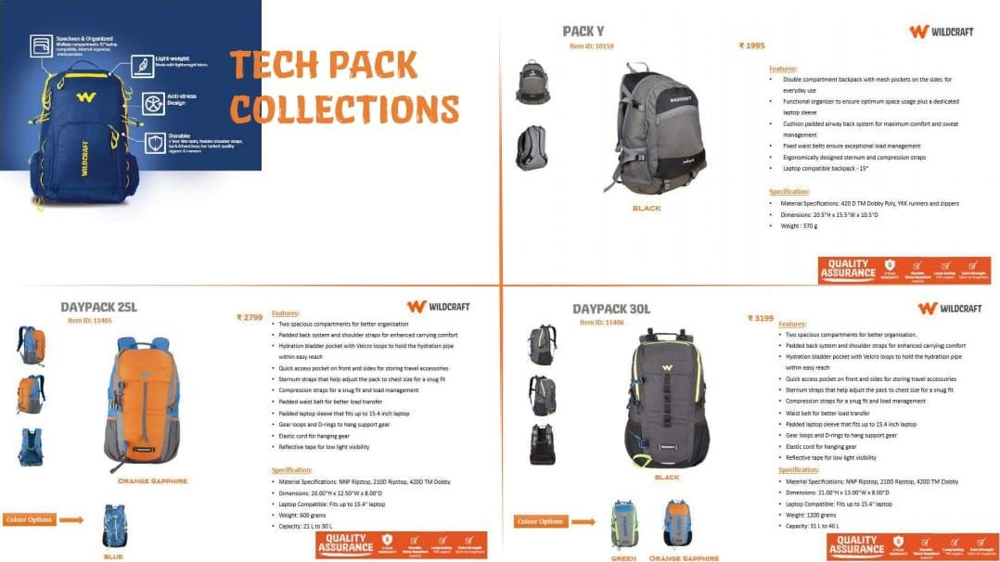 Spacious & Organized
Multiple compartments, 15" laptop
compatible, internal organizer,
mesh pockets
Light-weight
Made with lightweight fabric
Anti-stress
Design
Durable
WILDCRAFT
TECH PACK
COLLECTIONS
PACK Y
Item ID: 10159
₹ 1995
WILDCRAFT
WILDCRAFT
BLACK
Features:
• Double compartment backpack with mesh pockets on the sides for
everyday use
• Functional organizer to ensure optimum space usage plus a dedicated
laptop sleeve
• Cushion padded airway back system for maximum comfort and sweat
management
• Fixed waist belts ensure exceptional load management
• Ergonomically designed sternum and compression straps
• Laptop compatible backpack - 15"
Specification:
• Material Specifications: 420 D TM Dobby Poly, YKK runners and zippers
• Dimensions: 20.5"H x 15.5"W x 10.5"D
• Weight : 570 g
QUALITY
ASSURANCE
5
DAYPACK 25L
Item ID: 11405
₹ 2799
WILDCRAFT
ORANGE SAPPHIRE
Colour Options
BLUE
Features:
• Two spacious compartments for better organisation
• Padded back system and shoulder straps for enhanced carrying comfort
• Hydration bladder pocket with Velcro loops to hold the hydration pipe
within easy reach
• Quick access pocket on front and sides for storing travel accessories
• Sternum straps that help adjust the pack to chest size for a snug fit
• Compression straps for a snug fit and load management
• Padded waist belt for better load transfer
• Padded laptop sleeve that fits up to 15.4 inch laptop
• Gear loops and D-rings to hang support gear
• Elastic cord for hanging gear
• Reflective tape for low light visibility
Specification:
• Material Specifications: NNP Ripstop, 210D Ripstop, 420D TM Dobby
• Dimensions: 20.00"H x 12.50"W x 8.00"D
• Laptop Compatible: Fits up to 15.4" laptop
• Weight: 600 grams
• Capacity: 21 L to 30 L
QUALITY
ASSURANCE
5
DAYPACK 30L
Item ID: 11406
₹ 3199
WILDCRAFT
BLACK
Colour Options
GREEN
ORANGE SAPPHIRE
Features:
• Two spacious compartments for better organisation.
• Padded back system and shoulder straps for enhanced carrying comfort
• Hydration bladder pocket with Velcro loops to hold the hydration pipe
within easy reach
• Quick access pocket on front and sides for storing travel accessories
• Sternum straps that help adjust the pack to chest size for a snug fit
• Compression straps for a snug fit and load management
• Waist belt for better load transfer
• Padded laptop sleeve that fits up to 15.4 inch laptop
• Gear loops and D-rings to hang support gear
• Elastic cord for hanging gear
• Reflective tape for low light visibility
Specification:
• Material Specifications: NNP Ripstop, 210D Ripstop, 420D TM Dobby
• Dimensions: 21.00"H x 13.00"W x 8.00"D
• Laptop Compatible: Fits up to 15.4" laptop
• Weight: 1200 grams
• Capacity: 31 L to 40 L
QUALITY
ASSURANCE
5